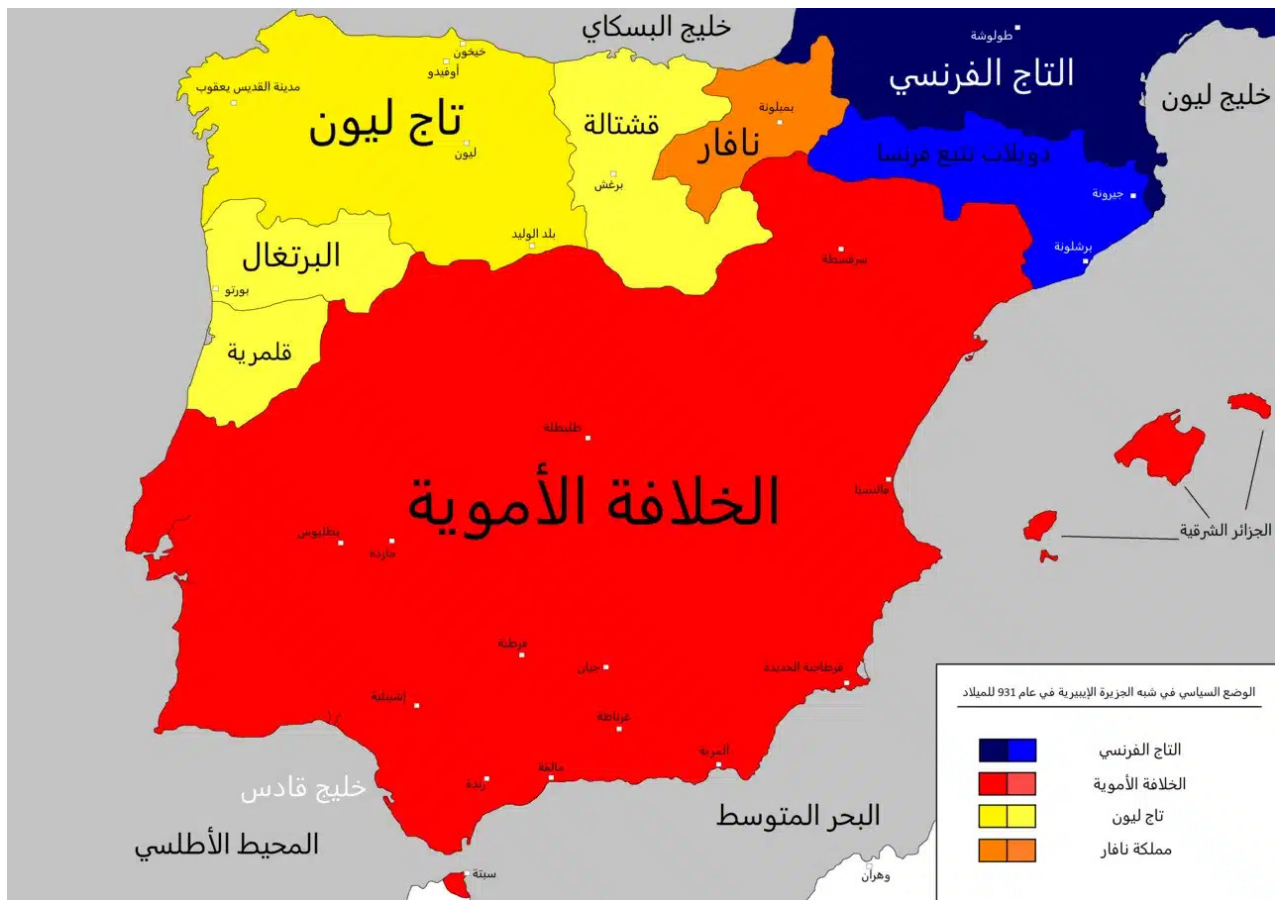 خليج البسكاي
طولوشة
التاج الفرنسي
خليج ليون
خيخون
أوفيدو
مدينة القديس يعقوب
تاج ليون
ليون
قشتالة
برغش
بمبلونة
نافار
دويلات تتبع فرنسا
جيرونة
برشلونة
بلد الوليد
البرتغال
بورتو
سرقسطة
قلمرية
طليطلة
الخلافة الأموية
فالنسيا
بطليوس
ماردة
الجزائر الشرقية
قرطبة
جيان
قرطاجنة الجديدة
إشبيلية
غرناطة
ألمرية
مالقة
رندة
خليج قادس
البحر المتوسط
المحيط الأطلسي
سبتة
وهران
الوضع السياسي في شبه الجزيرة الإيبيرية في عام 931 للميلاد
التاج الفرنسي
الخلافة الأموية
تاج ليون
مملكة نافار